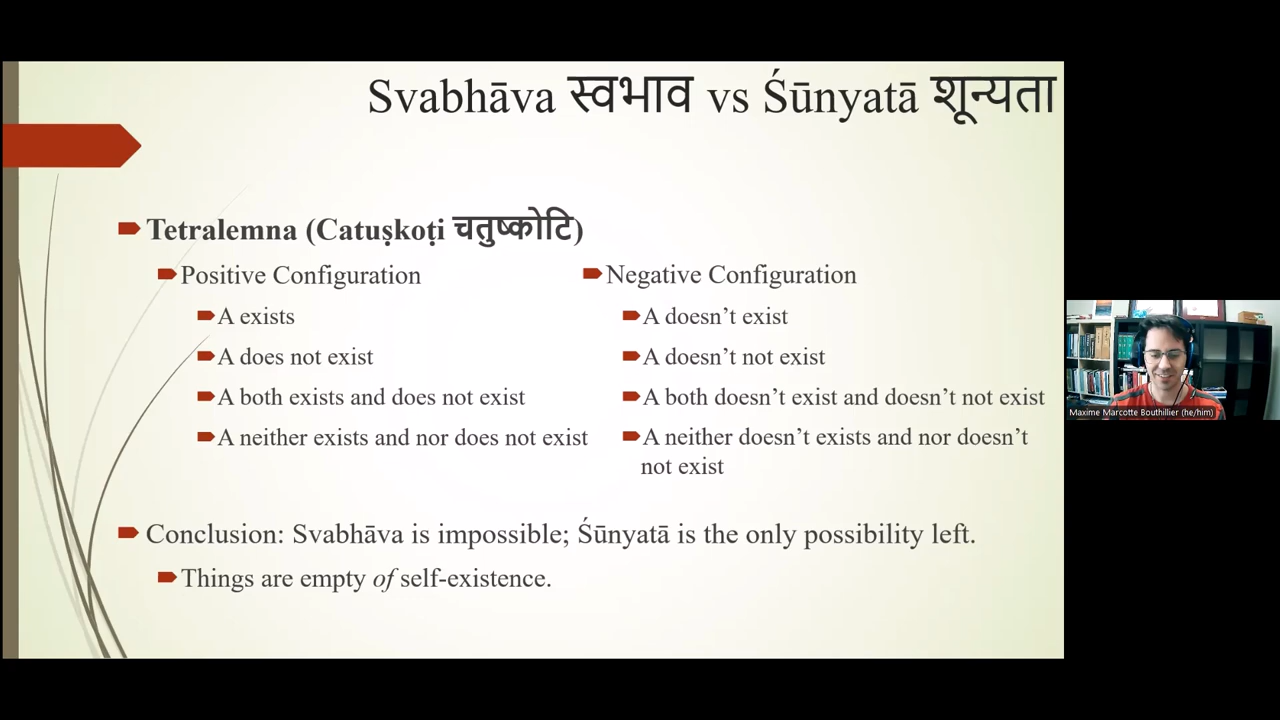 Svabhāva स्वभाव vs Śūnyatā शून्यता
Tetralemna (Catuṣkoṭi चतुष्कोटि)
Positive Configuration
A exists
A does not exist
A both exists and does not exist
A neither exists and nor does not exist
Negative Configuration
A doesn’t exist
A doesn’t not exist
A both doesn’t exist and doesn’t not exist
A neither doesn’t exists and nor doesn’t
not exist
Conclusion: Svabhāva is impossible; Śūnyatā is the only possibility left.
Things are empty of self-existence.
Maxime Marcotte Bouthillier (he/him)